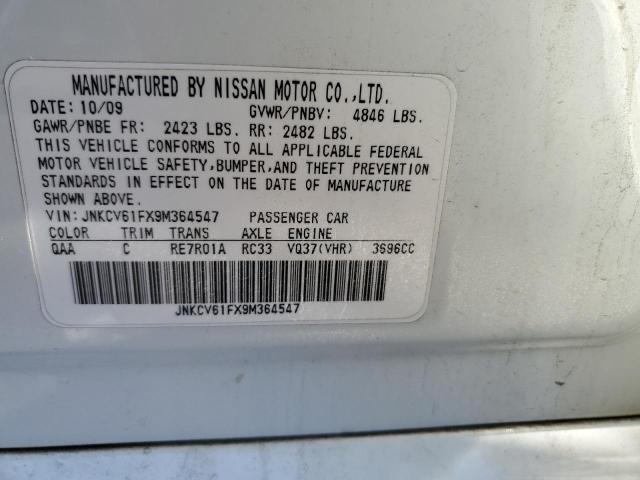 MANUFACTURED BY NISSAN MOTOR CO.,LTD.
DATE: 10/09 GVWR/PNBV: 4846 LBS.
GAWR/PNBE FR: 2423 LBS. RR: 2482 LBS.
THIS VEHICLE CONFORMS TO ALL APPLICABLE FEDERAL
MOTOR VEHICLE SAFETY,BUMPER,AND THEFT PREVENTION
STANDARDS IN EFFECT ON THE DATE OF MANUFACTURE
SHOWN ABOVE.
VIN: JNKCV61FX9M364547 PASSENGER CAR
COLOR TRIM TRANS AXLE ENGINE
QAA C RE7R01A RC33 VQ37(VHR) 3696CC
JNKCV61FX9M364547